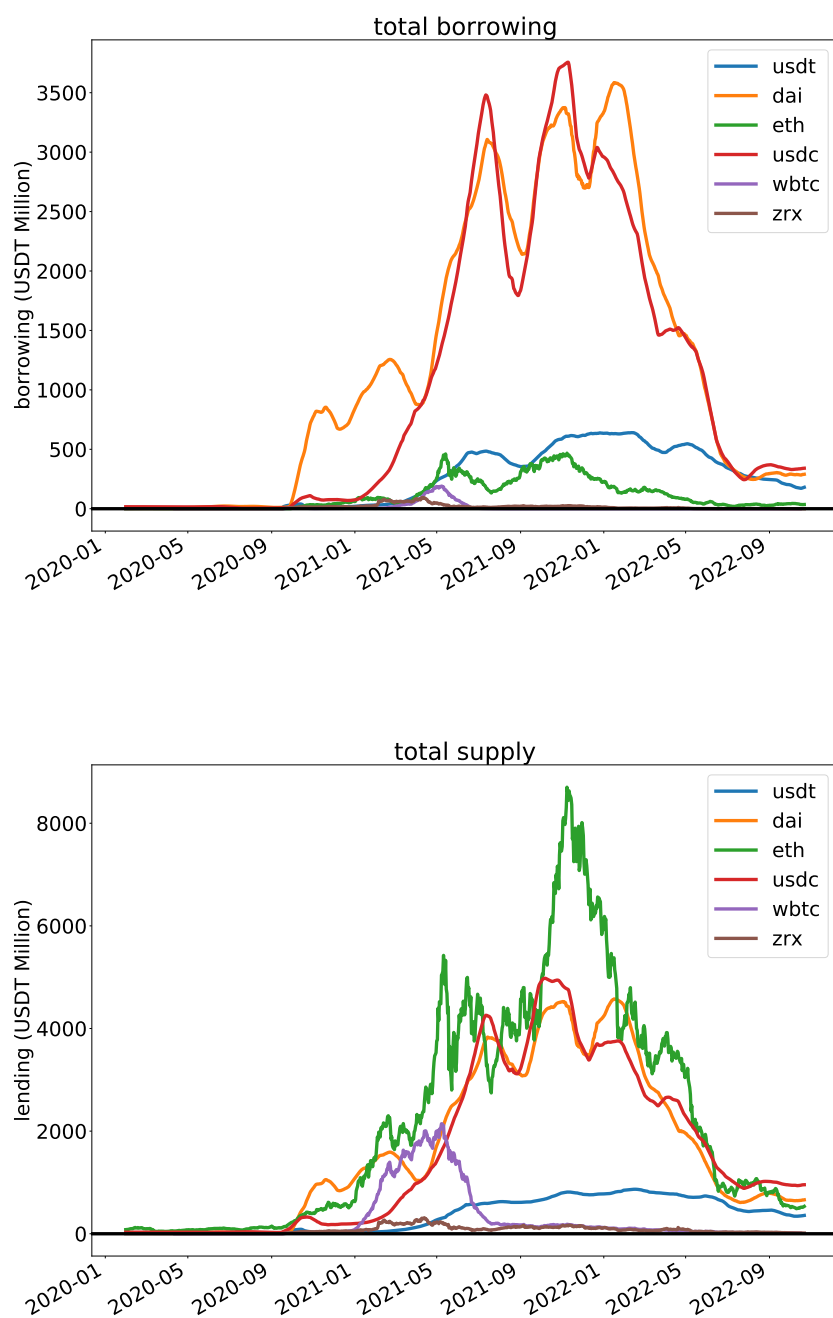 total borrowing
borrowing (USDT Million)
3500
3000
2500
2000
1500
1000
500
0
usdt
dai
eth
usdc
wbtc
zrx
2020-01
2020-05
2020-09
2021-01
2021-05
2021-09
2022-01
2022-05
2022-09
total supply
lending (USDT Million)
8000
6000
4000
2000
0
usdt
dai
eth
usdc
wbtc
zrx
2020-01
2020-05
2020-09
2021-01
2021-05
2021-09
2022-01
2022-05
2022-09